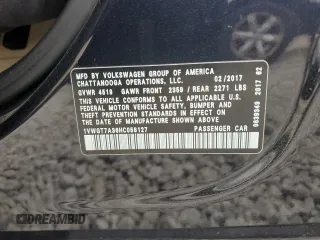 MFD BY VOLKSWAGEN GROUP OF AMERICA
CHATTANOOGA OPERATIONS, LLC. 02/2017
GVWR 4519 GAWR FRONT 2359 / REAR 2271 LBS
THIS VEHICLE CONFORMS TO ALL APPLICABLE U.S.
FEDERAL MOTOR VEHICLE SAFETY, BUMPER AND
THEFT PREVENTION STANDARDS IN EFFECT ON THE
DATE OF MANUFACTURE SHOWN ABOVE.
PASSENGER CAR
2017 02
DREAMBID